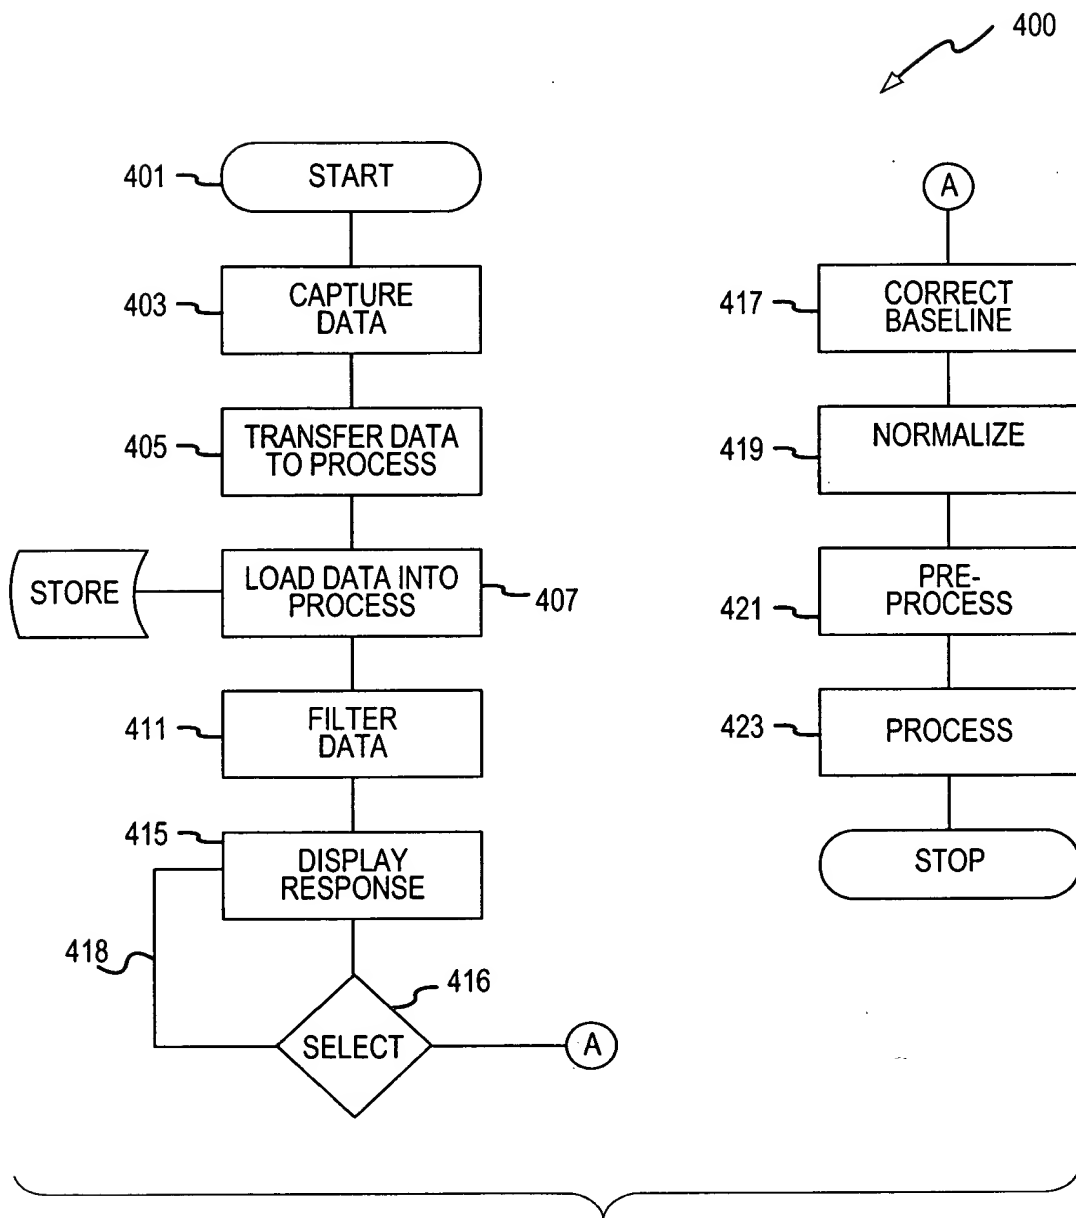 400
401
START
403
CAPTURE
DATA
405
TRANSFER DATA
TO PROCESS
STORE
LOAD DATA INTO
PROCESS
407
411
FILTER
DATA
415
DISPLAY
RESPONSE
418
416
SELECT
A
A
417
CORRECT
BASELINE
419
NORMALIZE
421
PRE-
PROCESS
423
PROCESS
STOP